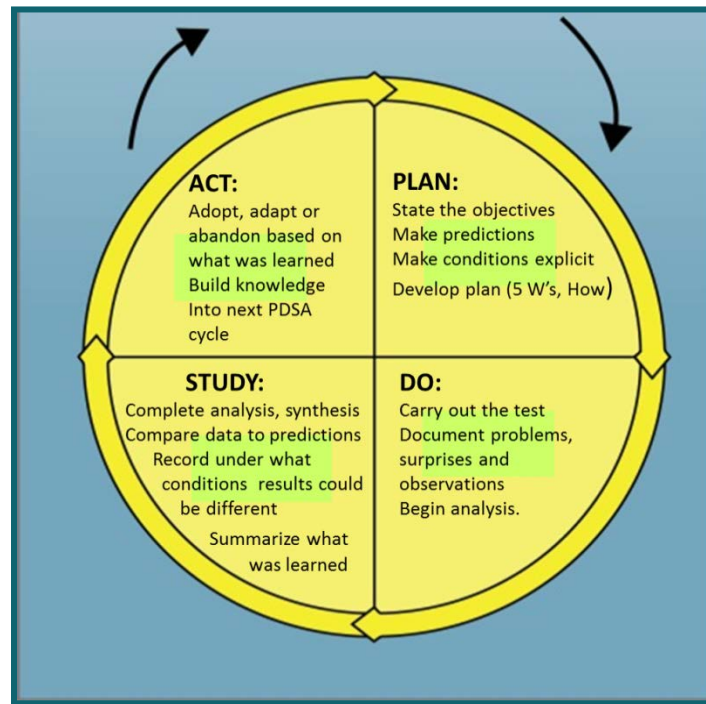 ACT:
Adopt, adapt or
abandon based on
what was learned
Build knowledge
Into next PDSA
cycle
PLAN:
State the objectives
Make predictions
Make conditions explicit
Develop plan (5 W's, How)
STUDY:
Complete analysis, synthesis
Compare data to predictions
Record under what
conditions results could
be different
Summarize what
was learned
DO:
Carry out the test
Document problems,
surprises and
observations
Begin analysis.